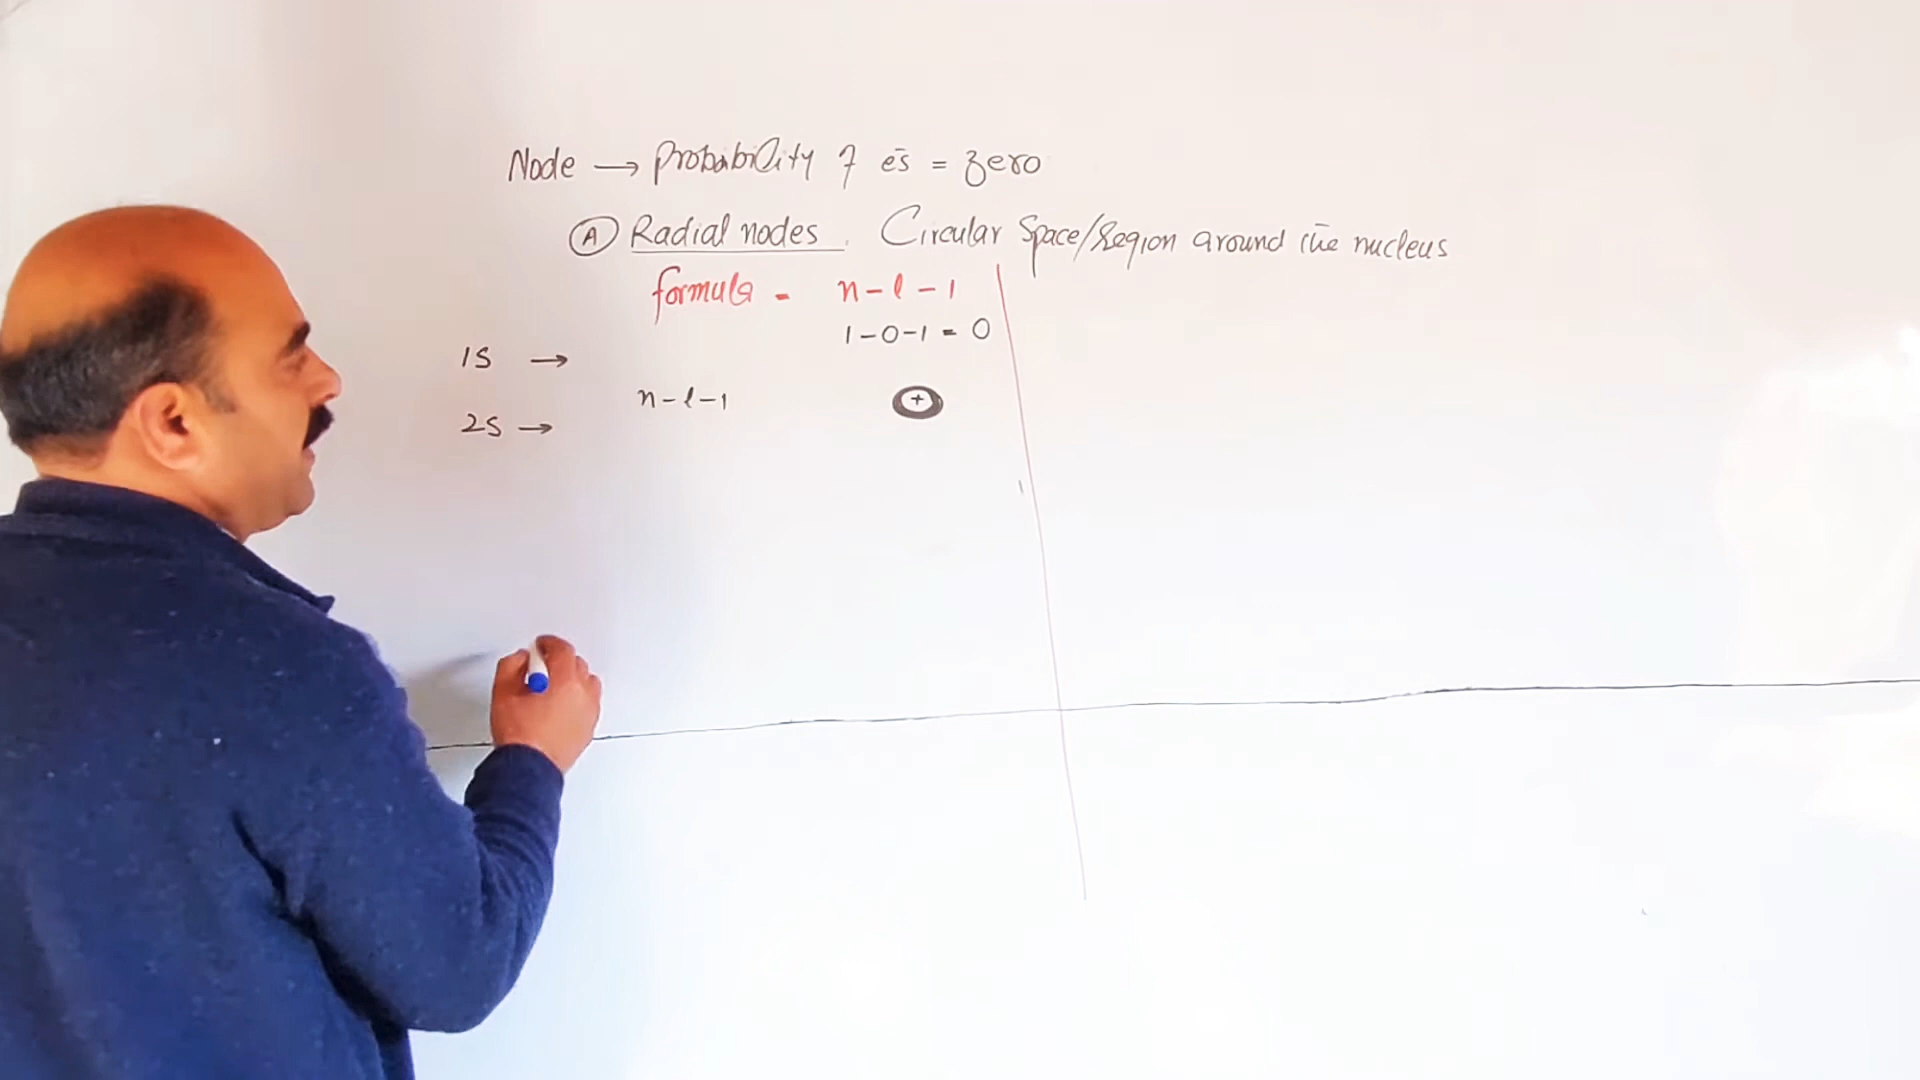 Node → Probability of es̄ = Zero
Ⓐ Radial nodes. Circular Space/Region around the nucleus
formula - n-l-1
1-0-1 = 0
1S →
n-l-1
+
2S →